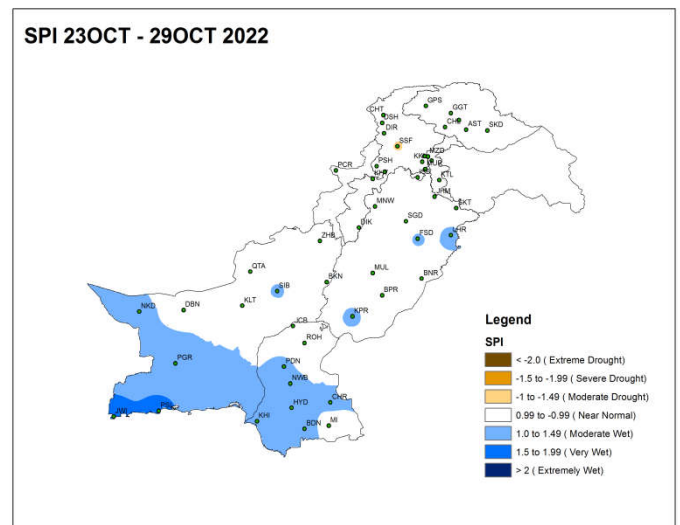 SPI 23OCT - 29OCT 2022
GPS
CHT
GGT
DSH
DIR
AST
SKD
SSF
MZD
PSH
PCR
KTL
JHM
MNW
SKT
SGD
DIK
LHR
FSD
ZHB
QTA
MUL
BNR
BKN
SIB
BPR
NKD
DBN
KLT
KPR
JCB
ROH
PGR
PDN
NWB
HYD
CHR
JWI
KHI
BDN
MI
Legend
SPI
< -2.0 ( Extreme Drought)
-1.5 to -1.99 ( Severe Drought)
-1 to -1.49 ( Moderate Drought)
0.99 to -0.99 ( Near Normal)
1.0 to 1.49 ( Moderate Wet)
1.5 to 1.99 ( Very Wet)
> 2 ( Extremely Wet)